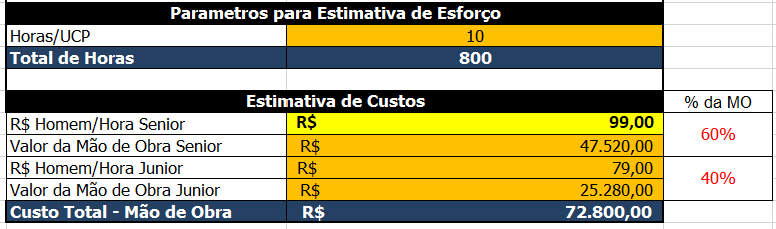 Parametros para Estimativa de Esforço
Horas/UCP 10
Total de Horas 800
Estimativa de Custos % da MO
R$ Homem/Hora Senior R$ 99,00
60%
Valor da Mão de Obra Senior R$ 47.520,00
R$ Homem/Hora Junior R$ 79,00
40%
Valor da Mão de Obra Junior R$ 25.280,00
Custo Total - Mão de Obra R$ 72.800,00